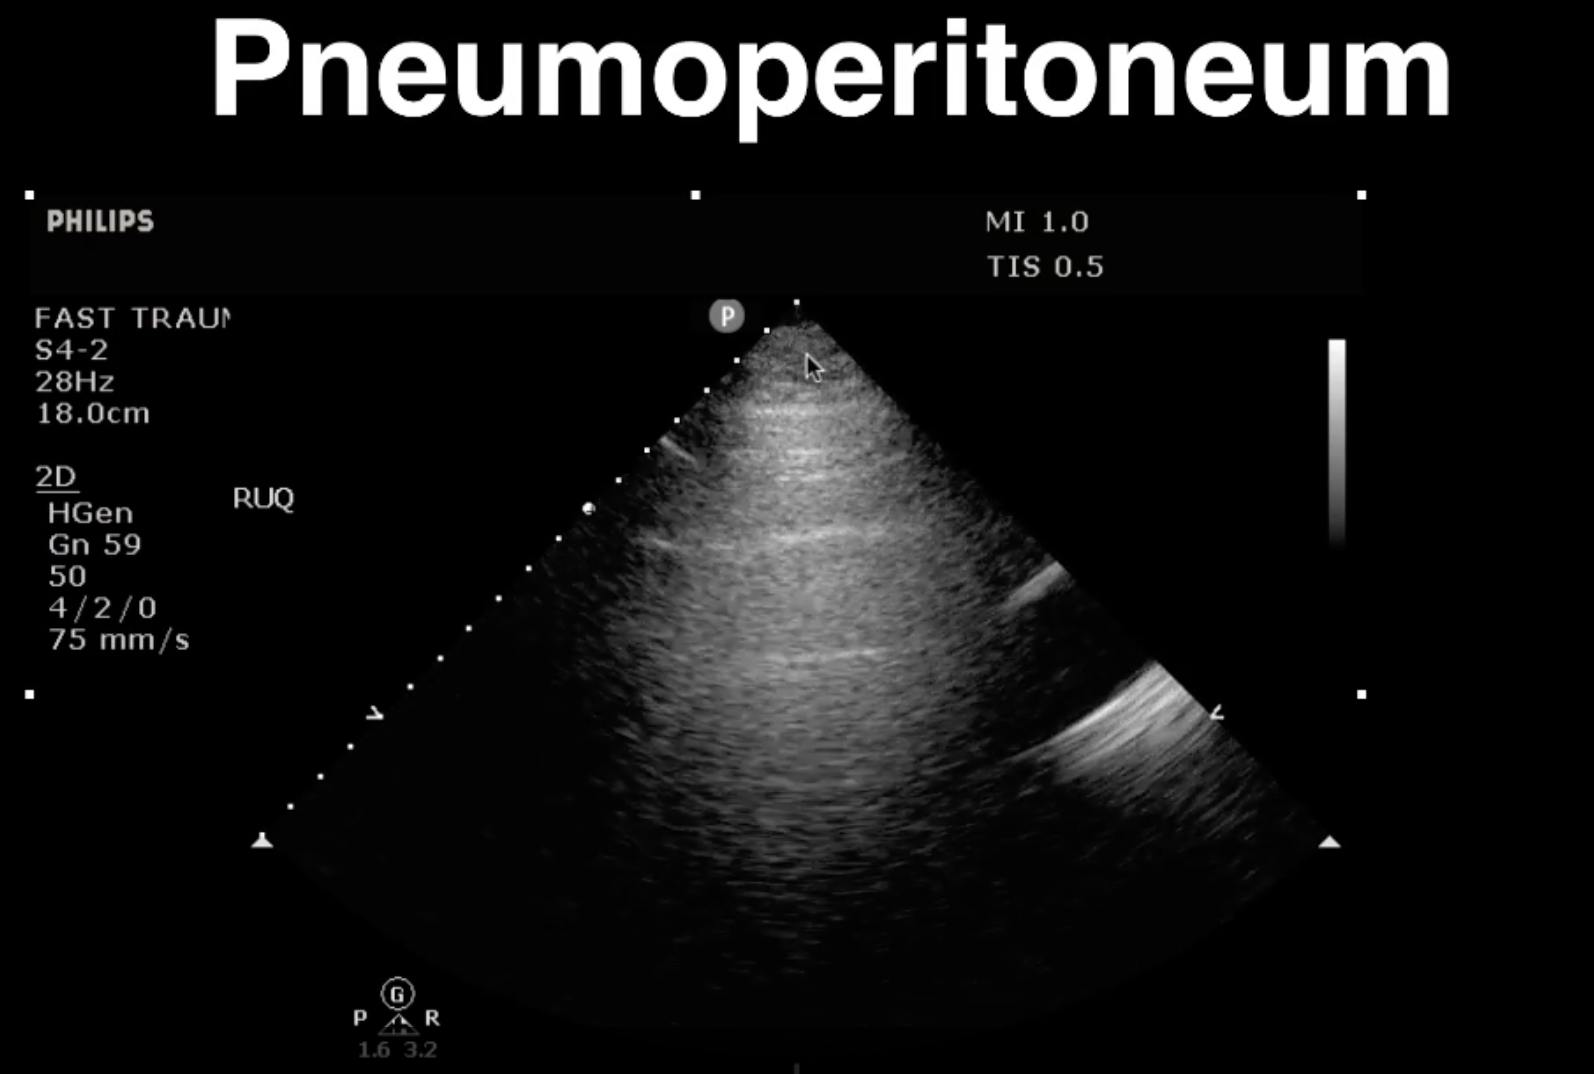 Pneumoperitoneum
PHILIPS
MI 1.0
TIS 0.5
FAST TRAUM
S4-2
28Hz
18.0cm
P
2D
RUQ
HGen
Gn 59
50
4/2/0
75 mm/s
G
P R
1.6 3.2